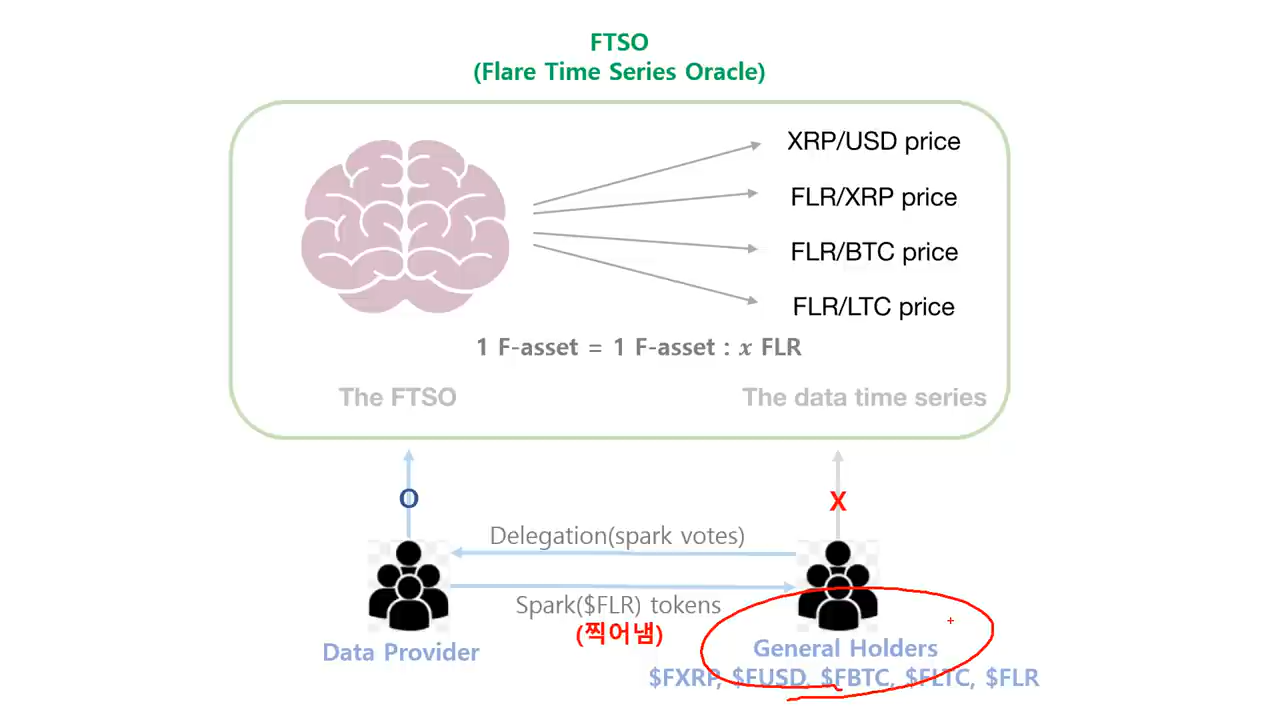 FTSO
(Flare Time Series Oracle)
XRP/USD price
FLR/XRP price
FLR/BTC price
FLR/LTC price
1 F-asset = 1 F-asset : x FLR
The FTSO
The data time series
O
X
Delegation(spark votes)
Spark($FLR) tokens
(찍어냄)
Data Provider
General Holders
$FXRP, $FUSD, $FBTC, $FLTC, $FLR